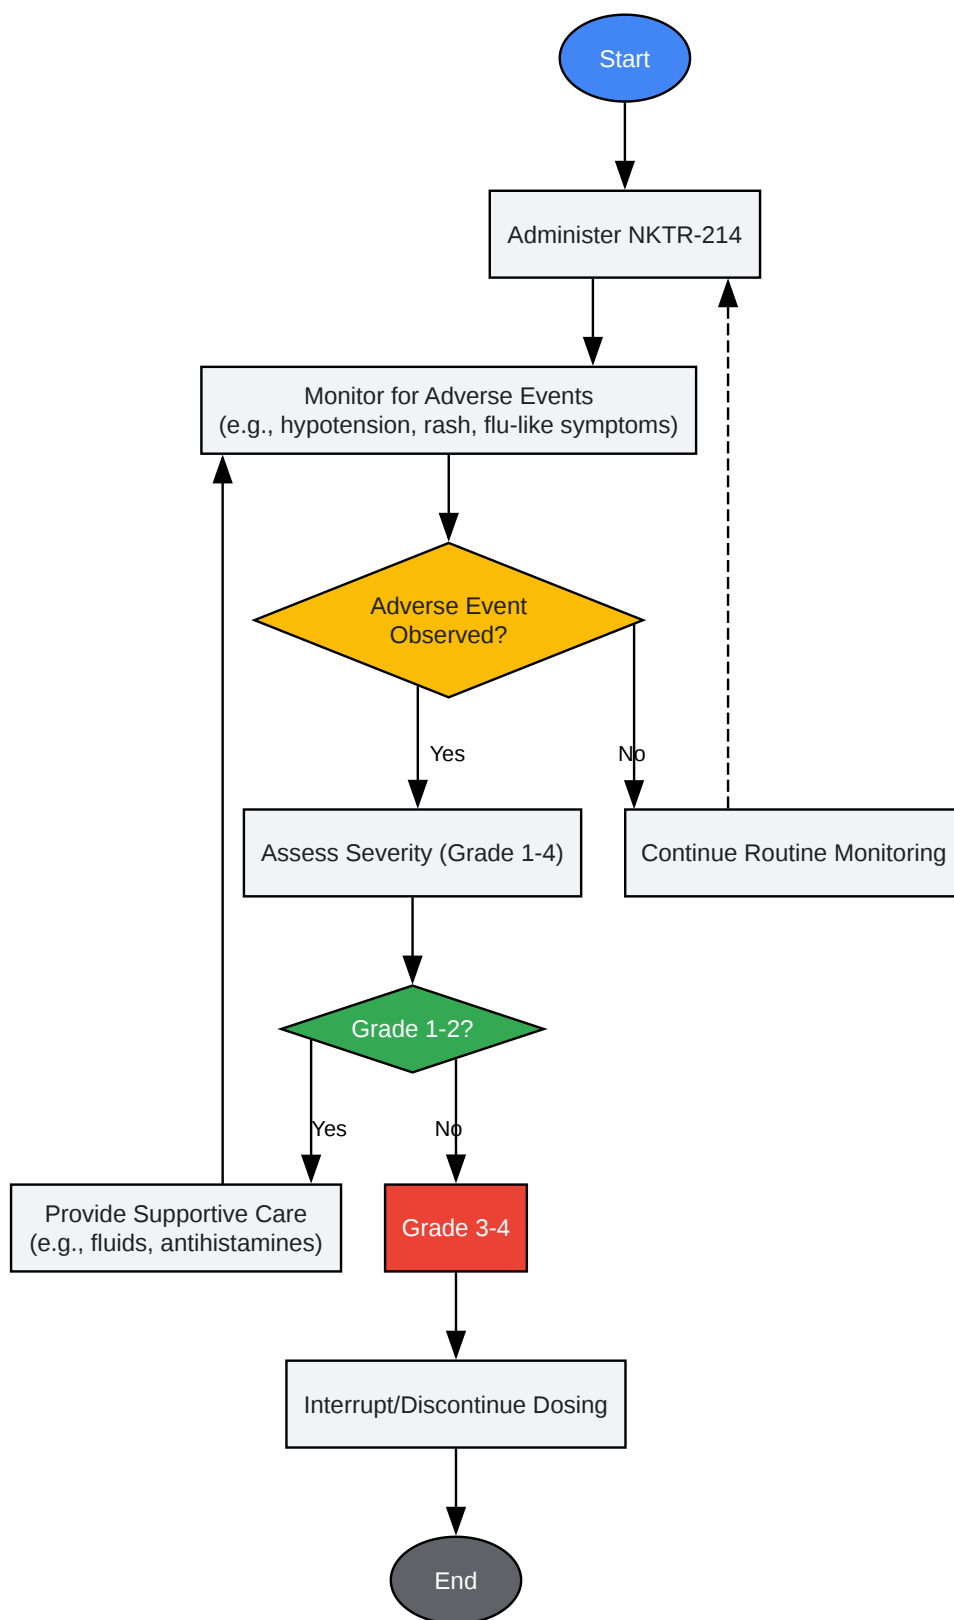 Start
Administer NKTR-214
Monitor for Adverse Events
(e.g., hypotension, rash, flu-like symptoms)
Adverse Event
Observed?
Yes
No
Assess Severity (Grade 1-4)
Continue Routine Monitoring
Grade 1-2?
Yes
No
Provide Supportive Care
(e.g., fluids, antihistamines)
Grade 3-4
Interrupt/Discontinue Dosing
End